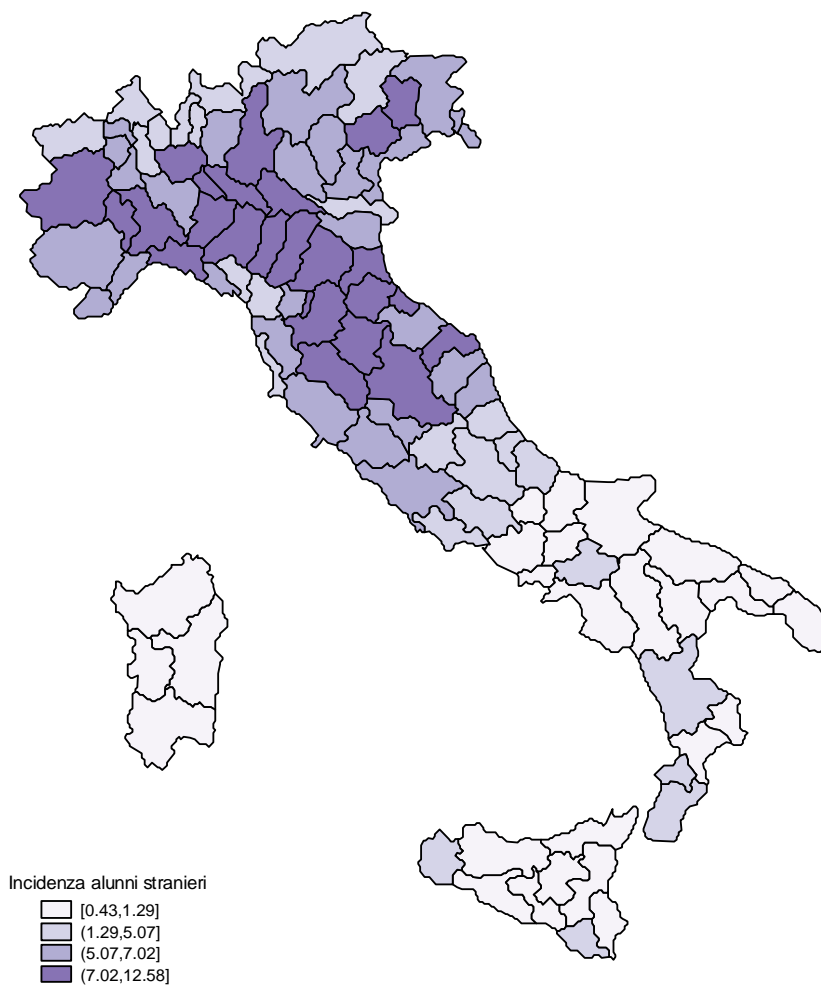 Incidenza alunni stranieri
[0.43,1.29]
(1.29,5.07]
(5.07,7.02]
(7.02,12.58]